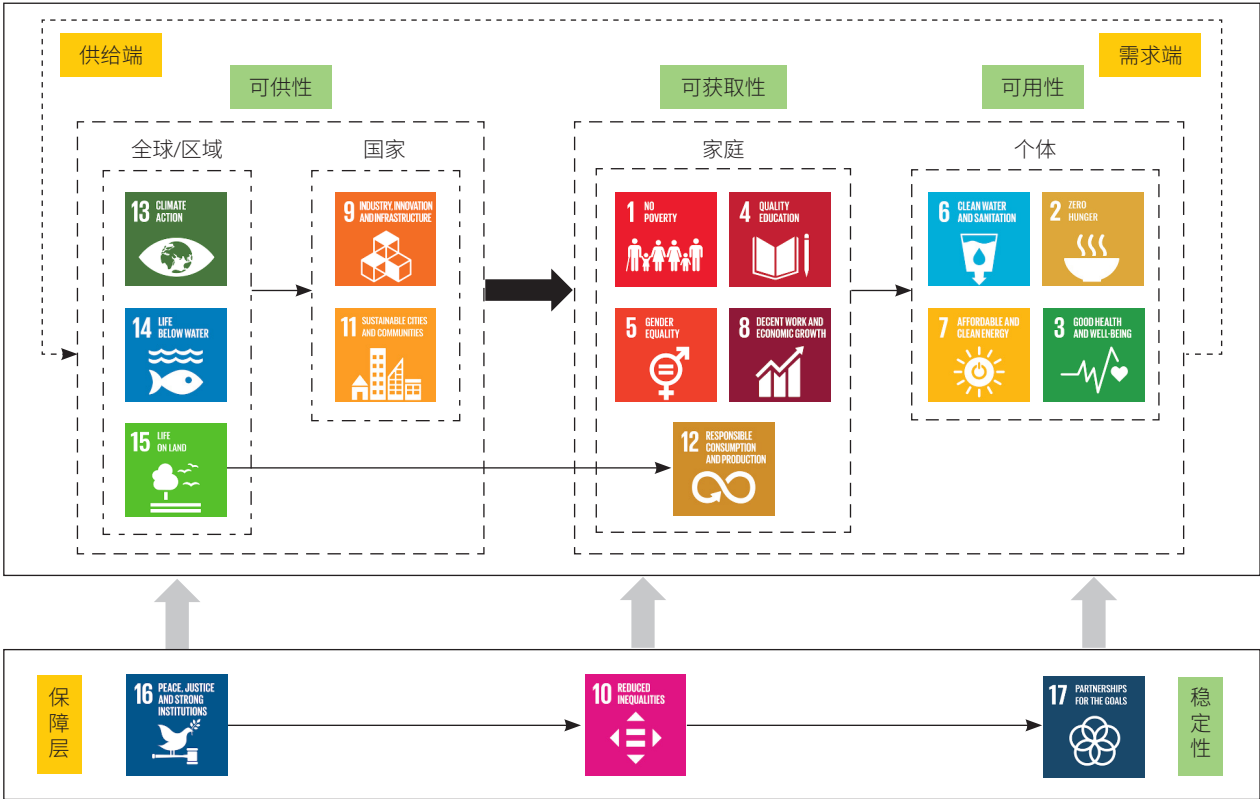 供给端
需求端
可供性
可获取性
可用性
全球/区域
国家
家庭
个体
13 CLIMATE
ACTION
9 INDUSTRY, INNOVATION
AND INFRASTRUCTURE
1 NO
POVERTY
4 QUALITY
EDUCATION
6 CLEAN WATER
AND SANITATION
2 ZERO
HUNGER
14 LIFE
BELOW WATER
11 SUSTAINABLE CITIES
AND COMMUNITIES
5 GENDER
EQUALITY
8 DECENT WORK AND
ECONOMIC GROWTH
7 AFFORDABLE AND
CLEAN ENERGY
3 GOOD HEALTH
AND WELL-BEING
15 LIFE
ON LAND
12 RESPONSIBLE
CONSUMPTION
AND PRODUCTION
保障层
16 PEACE, JUSTICE
AND STRONG
INSTITUTIONS
10 REDUCED
INEQUALITIES
17 PARTNERSHIPS
FOR THE GOALS
稳定性